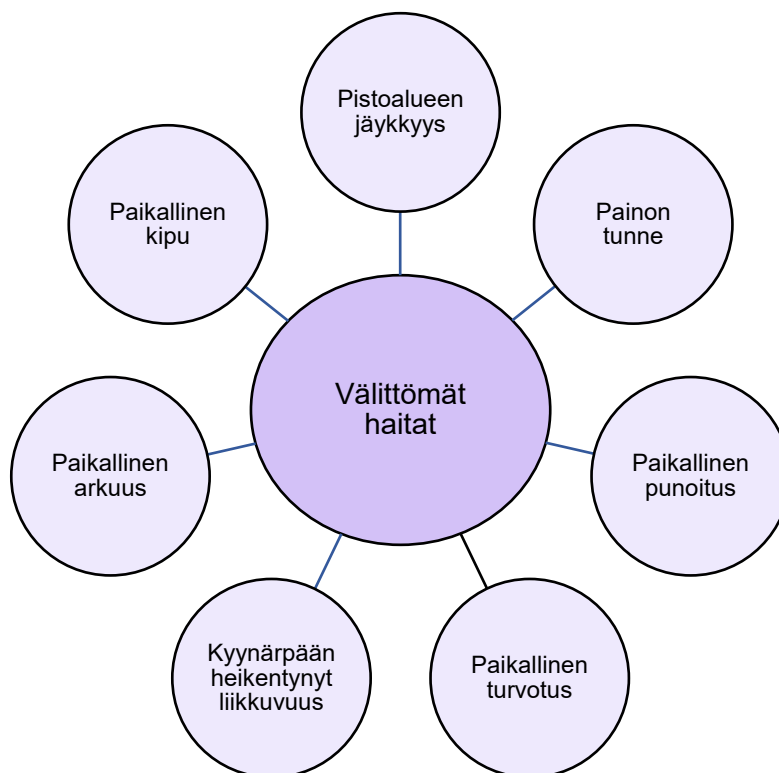 Pistoalueen
jäykkyys
Paikallinen
kipu
Painon
tunne
Välittömät
haitat
Paikallinen
arkuus
Paikallinen
punoitus
Kyynärpään
heikentynyt
liikkuvuus
Paikallinen
turvotus